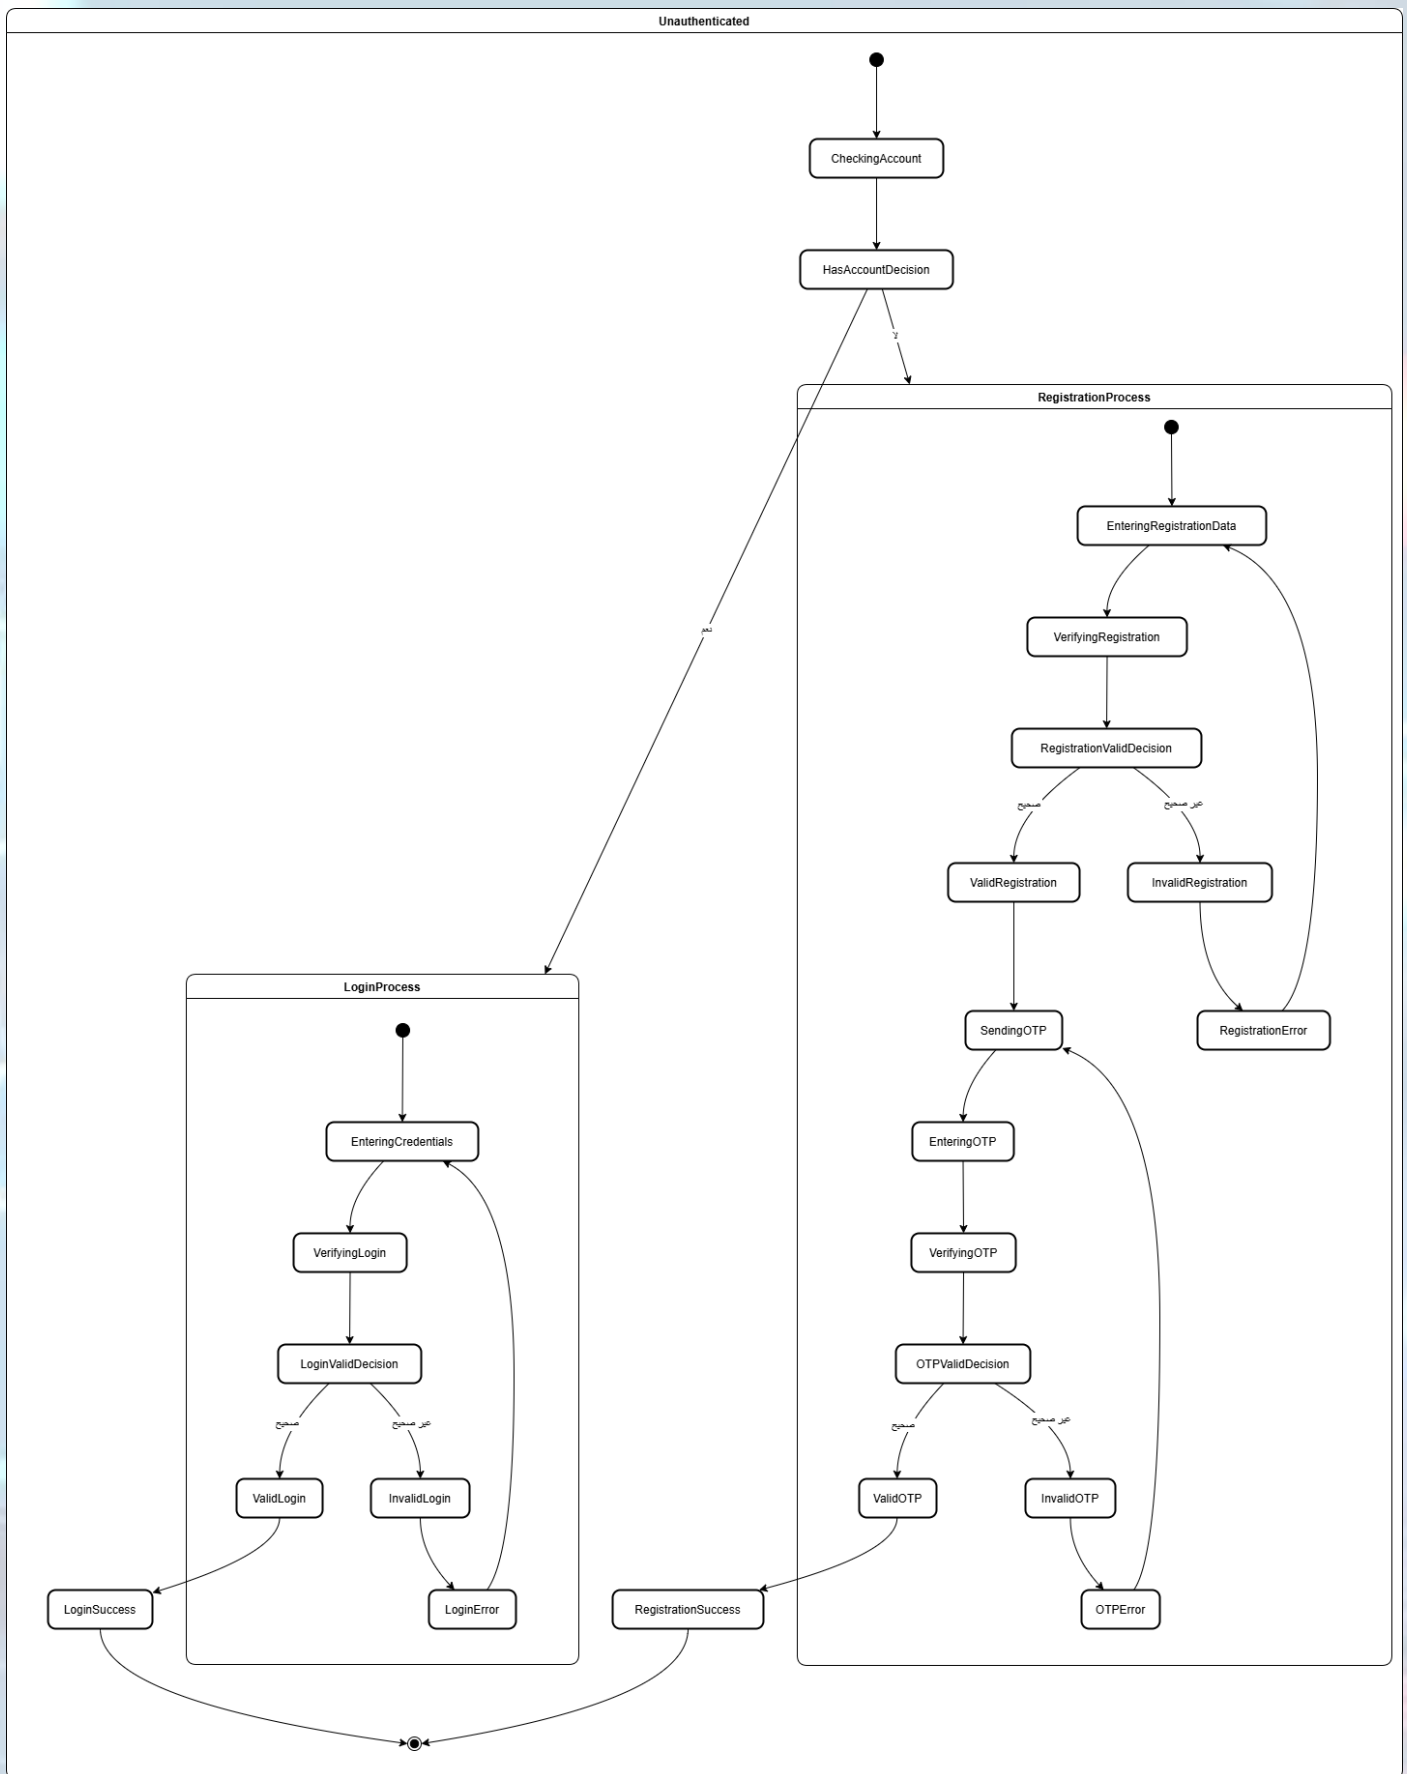 Unauthenticated
CheckingAccount
HasAccountDecision
لا
RegistrationProcess
EnteringRegistrationData
نعم
VerifyingRegistration
RegistrationValidDecision
صحيح
غير صحيح
ValidRegistration
InvalidRegistration
LoginProcess
SendingOTP
RegistrationError
EnteringCredentials
EnteringOTP
VerifyingLogin
VerifyingOTP
LoginValidDecision
OTPValidDecision
صحيح
غير صحيح
صحيح
غير صحيح
ValidLogin
InvalidLogin
ValidOTP
InvalidOTP
LoginSuccess
LoginError
RegistrationSuccess
OTPError